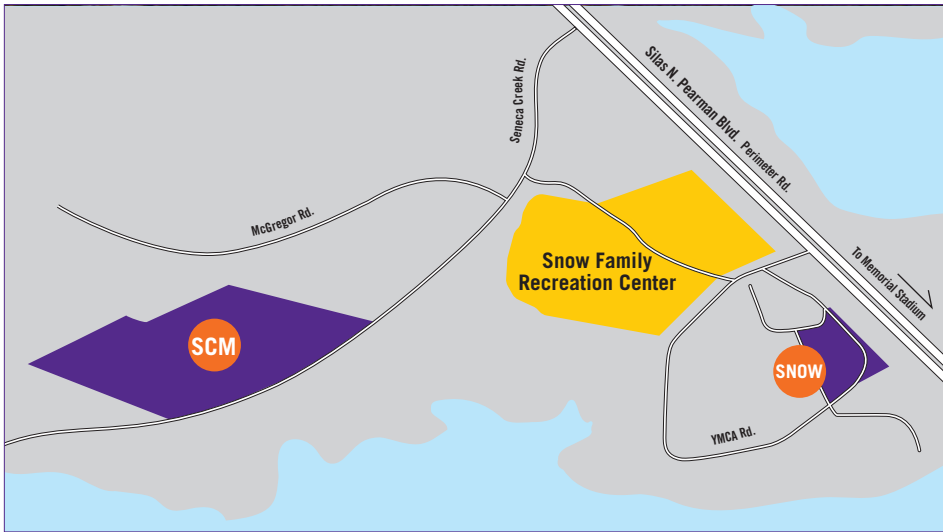 Seneca Creek Rd.
Silas N. Pearman Blvd. Perimeter Rd.
McGregor Rd.
Snow Family
Recreation Center
To Memorial Stadium
SCM
SNOW
YMCA Rd.